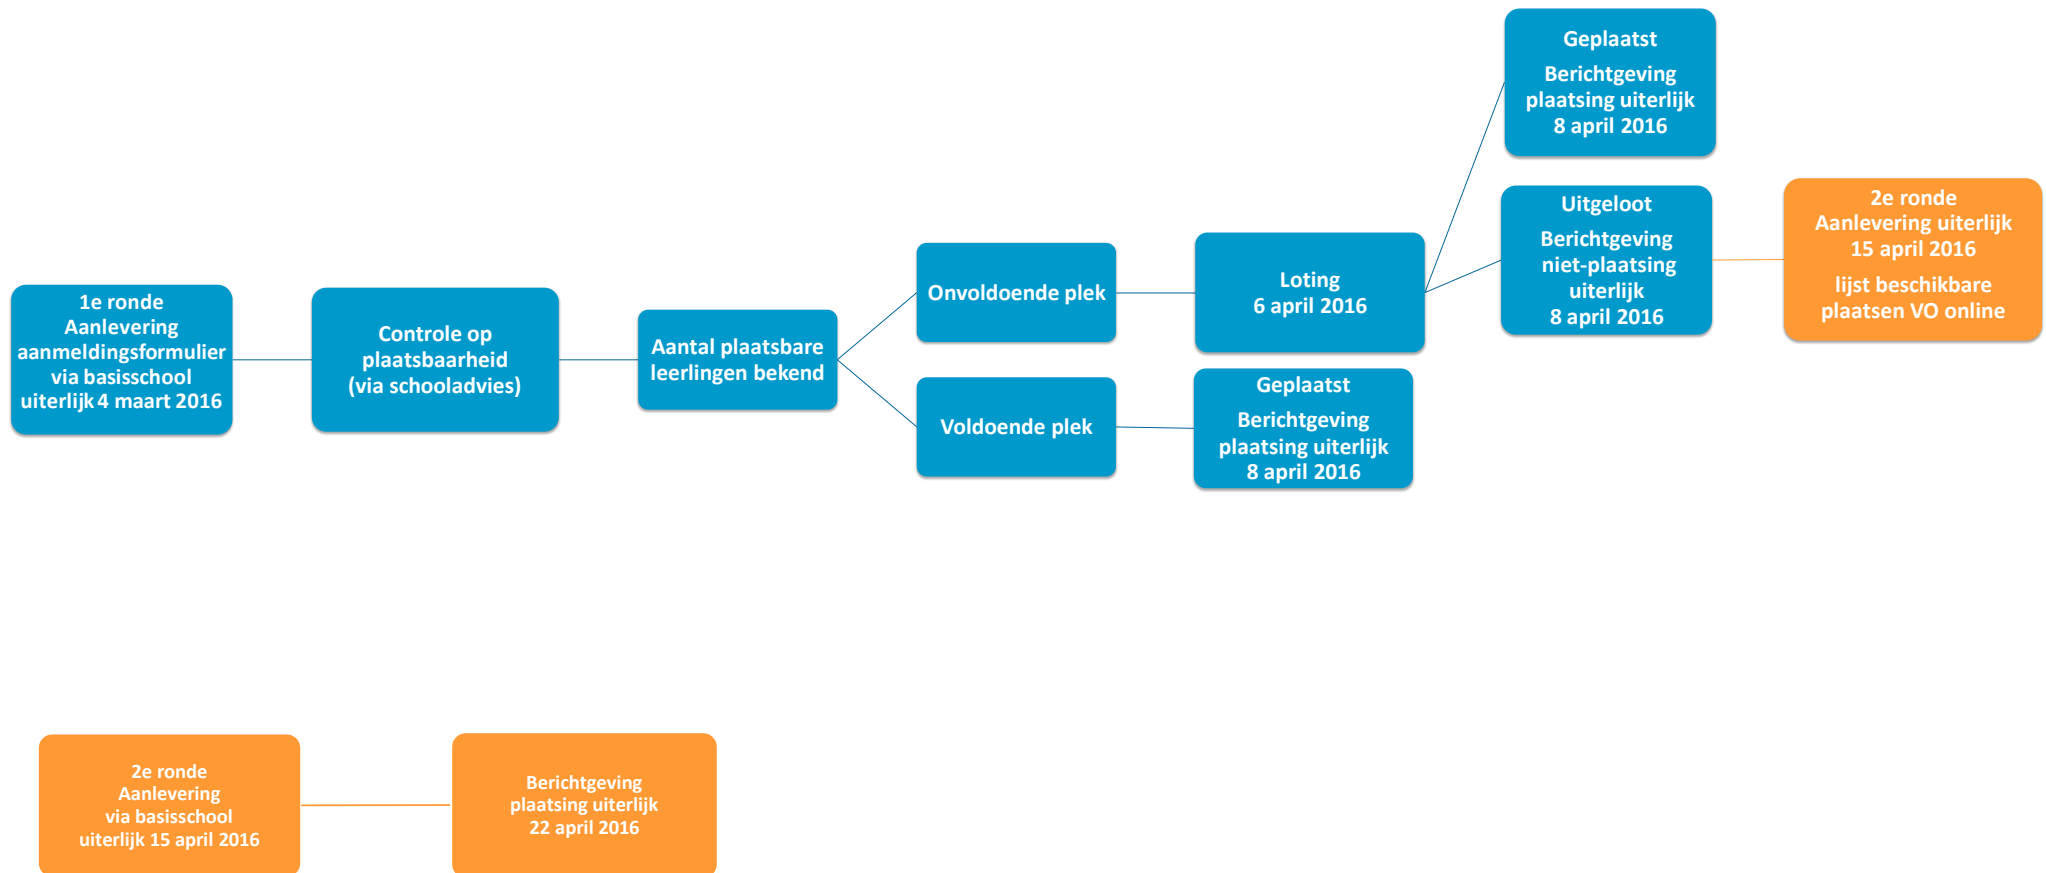 1e ronde
Aanlevering
aanmeldingsformulier
via basisschool
uiterlijk 4 maart 2016
Controle op
plaatsbaarheid
(via schooladvies)
Aantal plaatsbare
leerlingen bekend
Onvoldoende plek
Voldoende plek
Loting
6 april 2016
Geplaatst
Berichtgeving
plaatsing uiterlijk
8 april 2016
Geplaatst
Berichtgeving
plaatsing uiterlijk
8 april 2016
Uitgeloot
Berichtgeving
niet-plaatsing
uiterlijk
8 april 2016
2e ronde
Aanlevering uiterlijk
15 april 2016
lijst beschikbare
plaatsen VO online
2e ronde
Aanlevering
via basisschool
uiterlijk 15 april 2016
Berichtgeving
plaatsing uiterlijk
22 april 2016